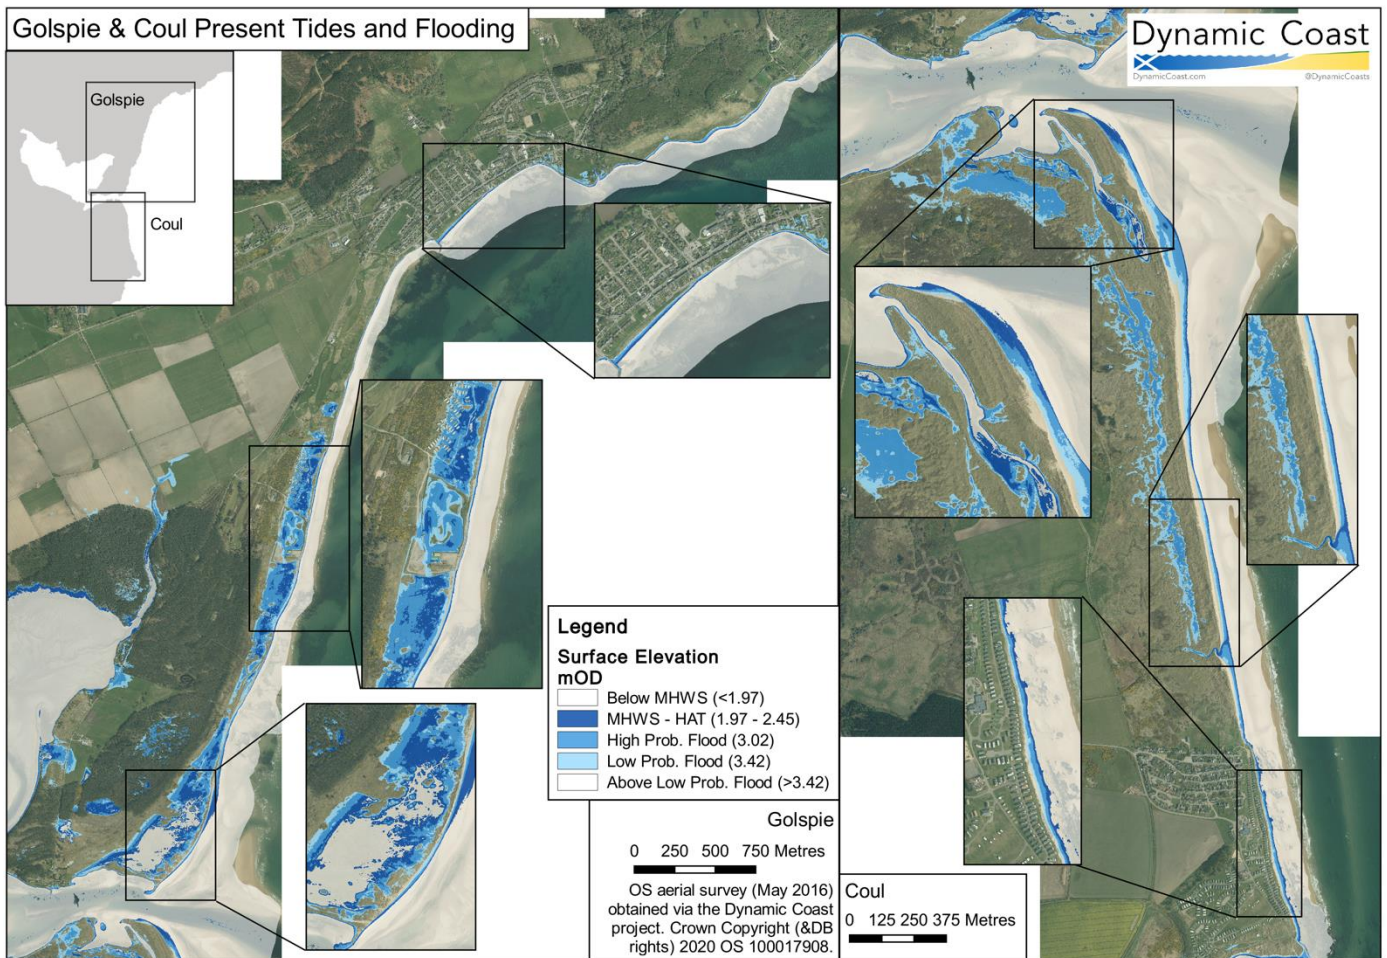 Golspie & Coul Present Tides and Flooding
Golspie
Coul
Dynamic Coast
DynamicCoast.com
@DynamicCoasts
Legend
Surface Elevation
mOD
Below MHWS (<1.97)
MHWS - HAT (1.97 - 2.45)
High Prob. Flood (3.02)
Low Prob. Flood (3.42)
Above Low Prob. Flood (>3.42)
Golspie
0 250 500 750 Metres
OS aerial survey (May 2016)
obtained via the Dynamic Coast
project. Crown Copyright (&DB
rights) 2020 OS 100017908.
Coul
0 125 250 375 Metres